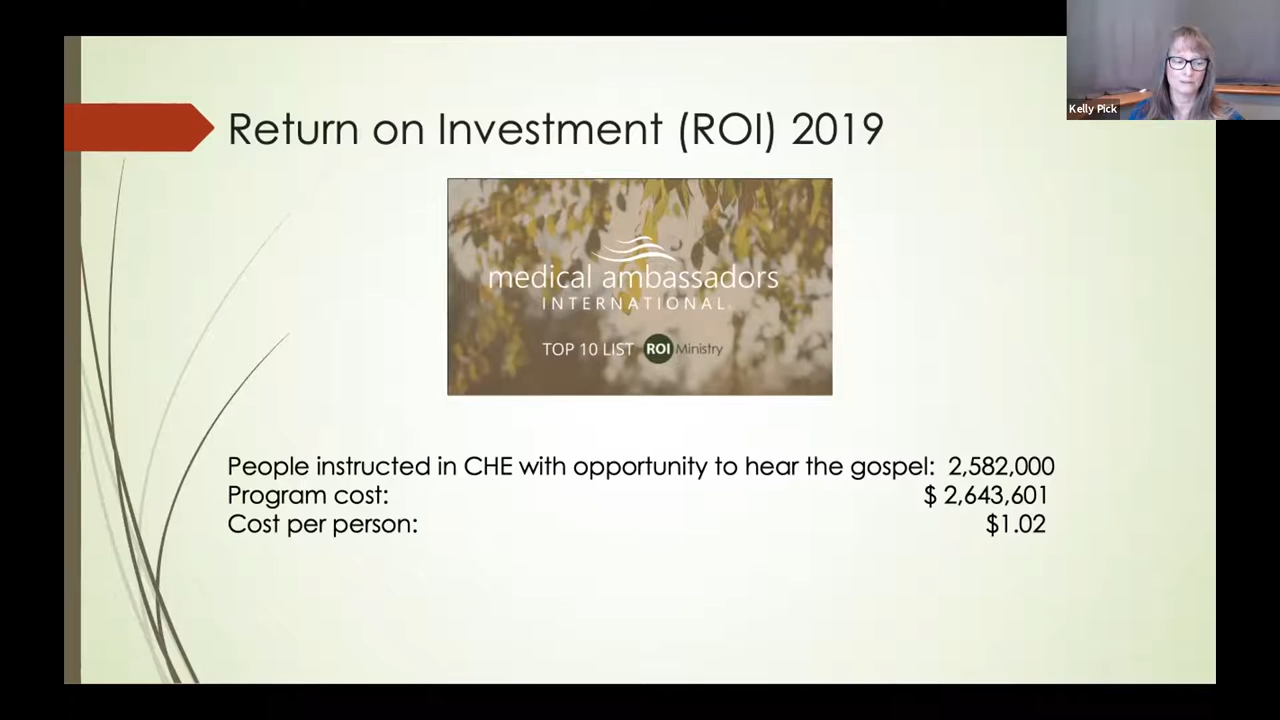 Kelly Pick
Return on Investment (ROI) 2019
medical ambassadors
INTERNATIONAL
TOP 10 LIST ROI Ministry
People instructed in CHE with opportunity to hear the gospel: 2,582,000
Program cost: $ 2,643,601
Cost per person: $1.02